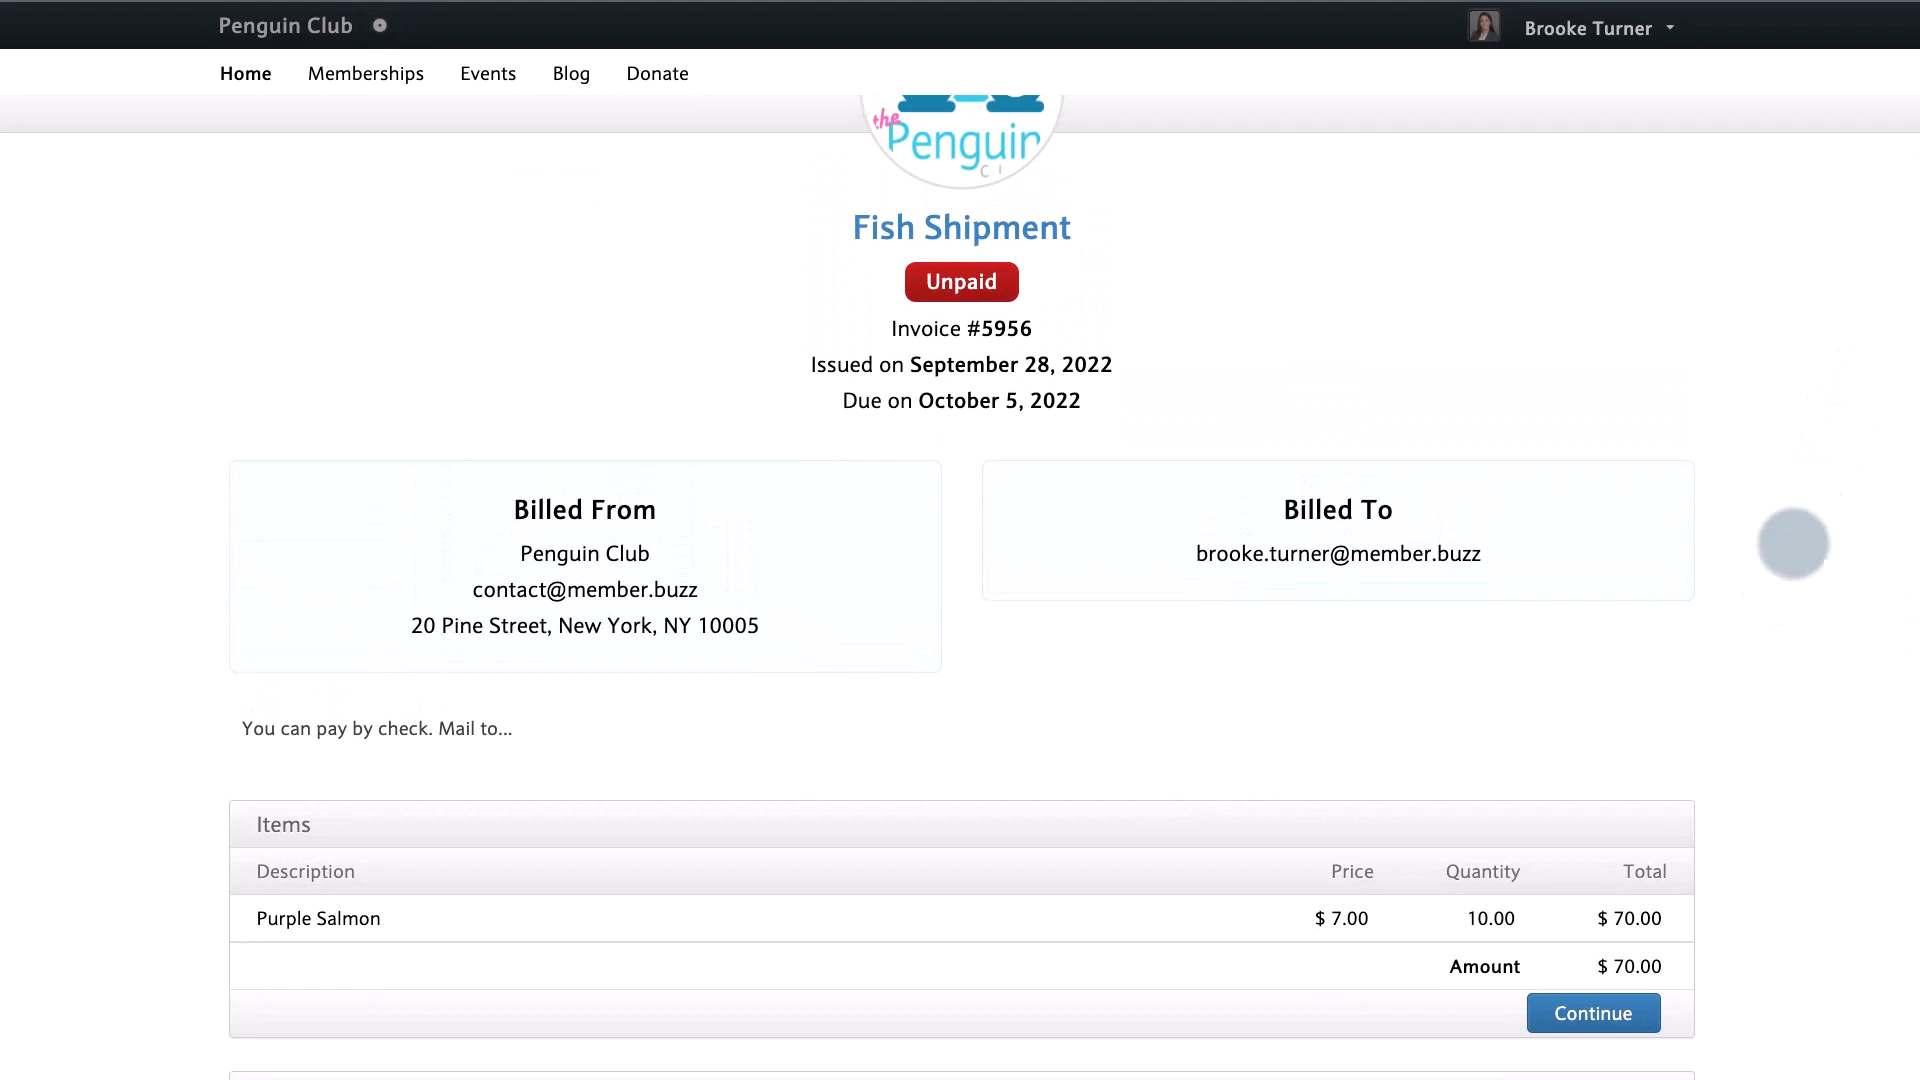 Penguin Club
Brooke Turner
Home Memberships Events Blog Donate
the
Penguin
Fish Shipment
Unpaid
Invoice #5956
Issued on September 28, 2022
Due on October 5, 2022
Billed From
Penguin Club
contact@member.buzz
20 Pine Street, New York, NY 10005
Billed To
brooke.turner@member.buzz
You can pay by check. Mail to...
Items
Description Price Quantity Total
Purple Salmon $ 7.00 10.00 $ 70.00
Amount $ 70.00
Continue